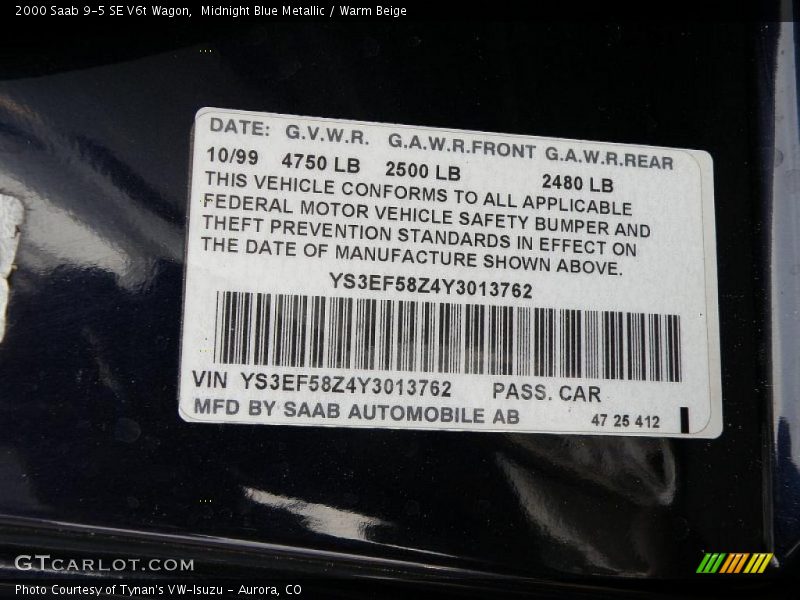 2000 Saab 9-5 SE V6t Wagon,  Midnight Blue Metallic / Warm Beige
DATE: G.V.W.R. G.A.W.R.FRONT G.A.W.R.REAR
10/99 4750 LB 2500 LB 2480 LB
THIS VEHICLE CONFORMS TO ALL APPLICABLE
FEDERAL MOTOR VEHICLE SAFETY BUMPER AND
THEFT PREVENTION STANDARDS IN EFFECT ON
THE DATE OF MANUFACTURE SHOWN ABOVE.
YS3EF58Z4Y3013762
VIN YS3EF58Z4Y3013762 PASS. CAR
MFD BY SAAB AUTOMOBILE AB 47 25 412
GTCARLOT.COM
Photo Courtesy of Tynan's VW-Isuzu - Aurora, CO